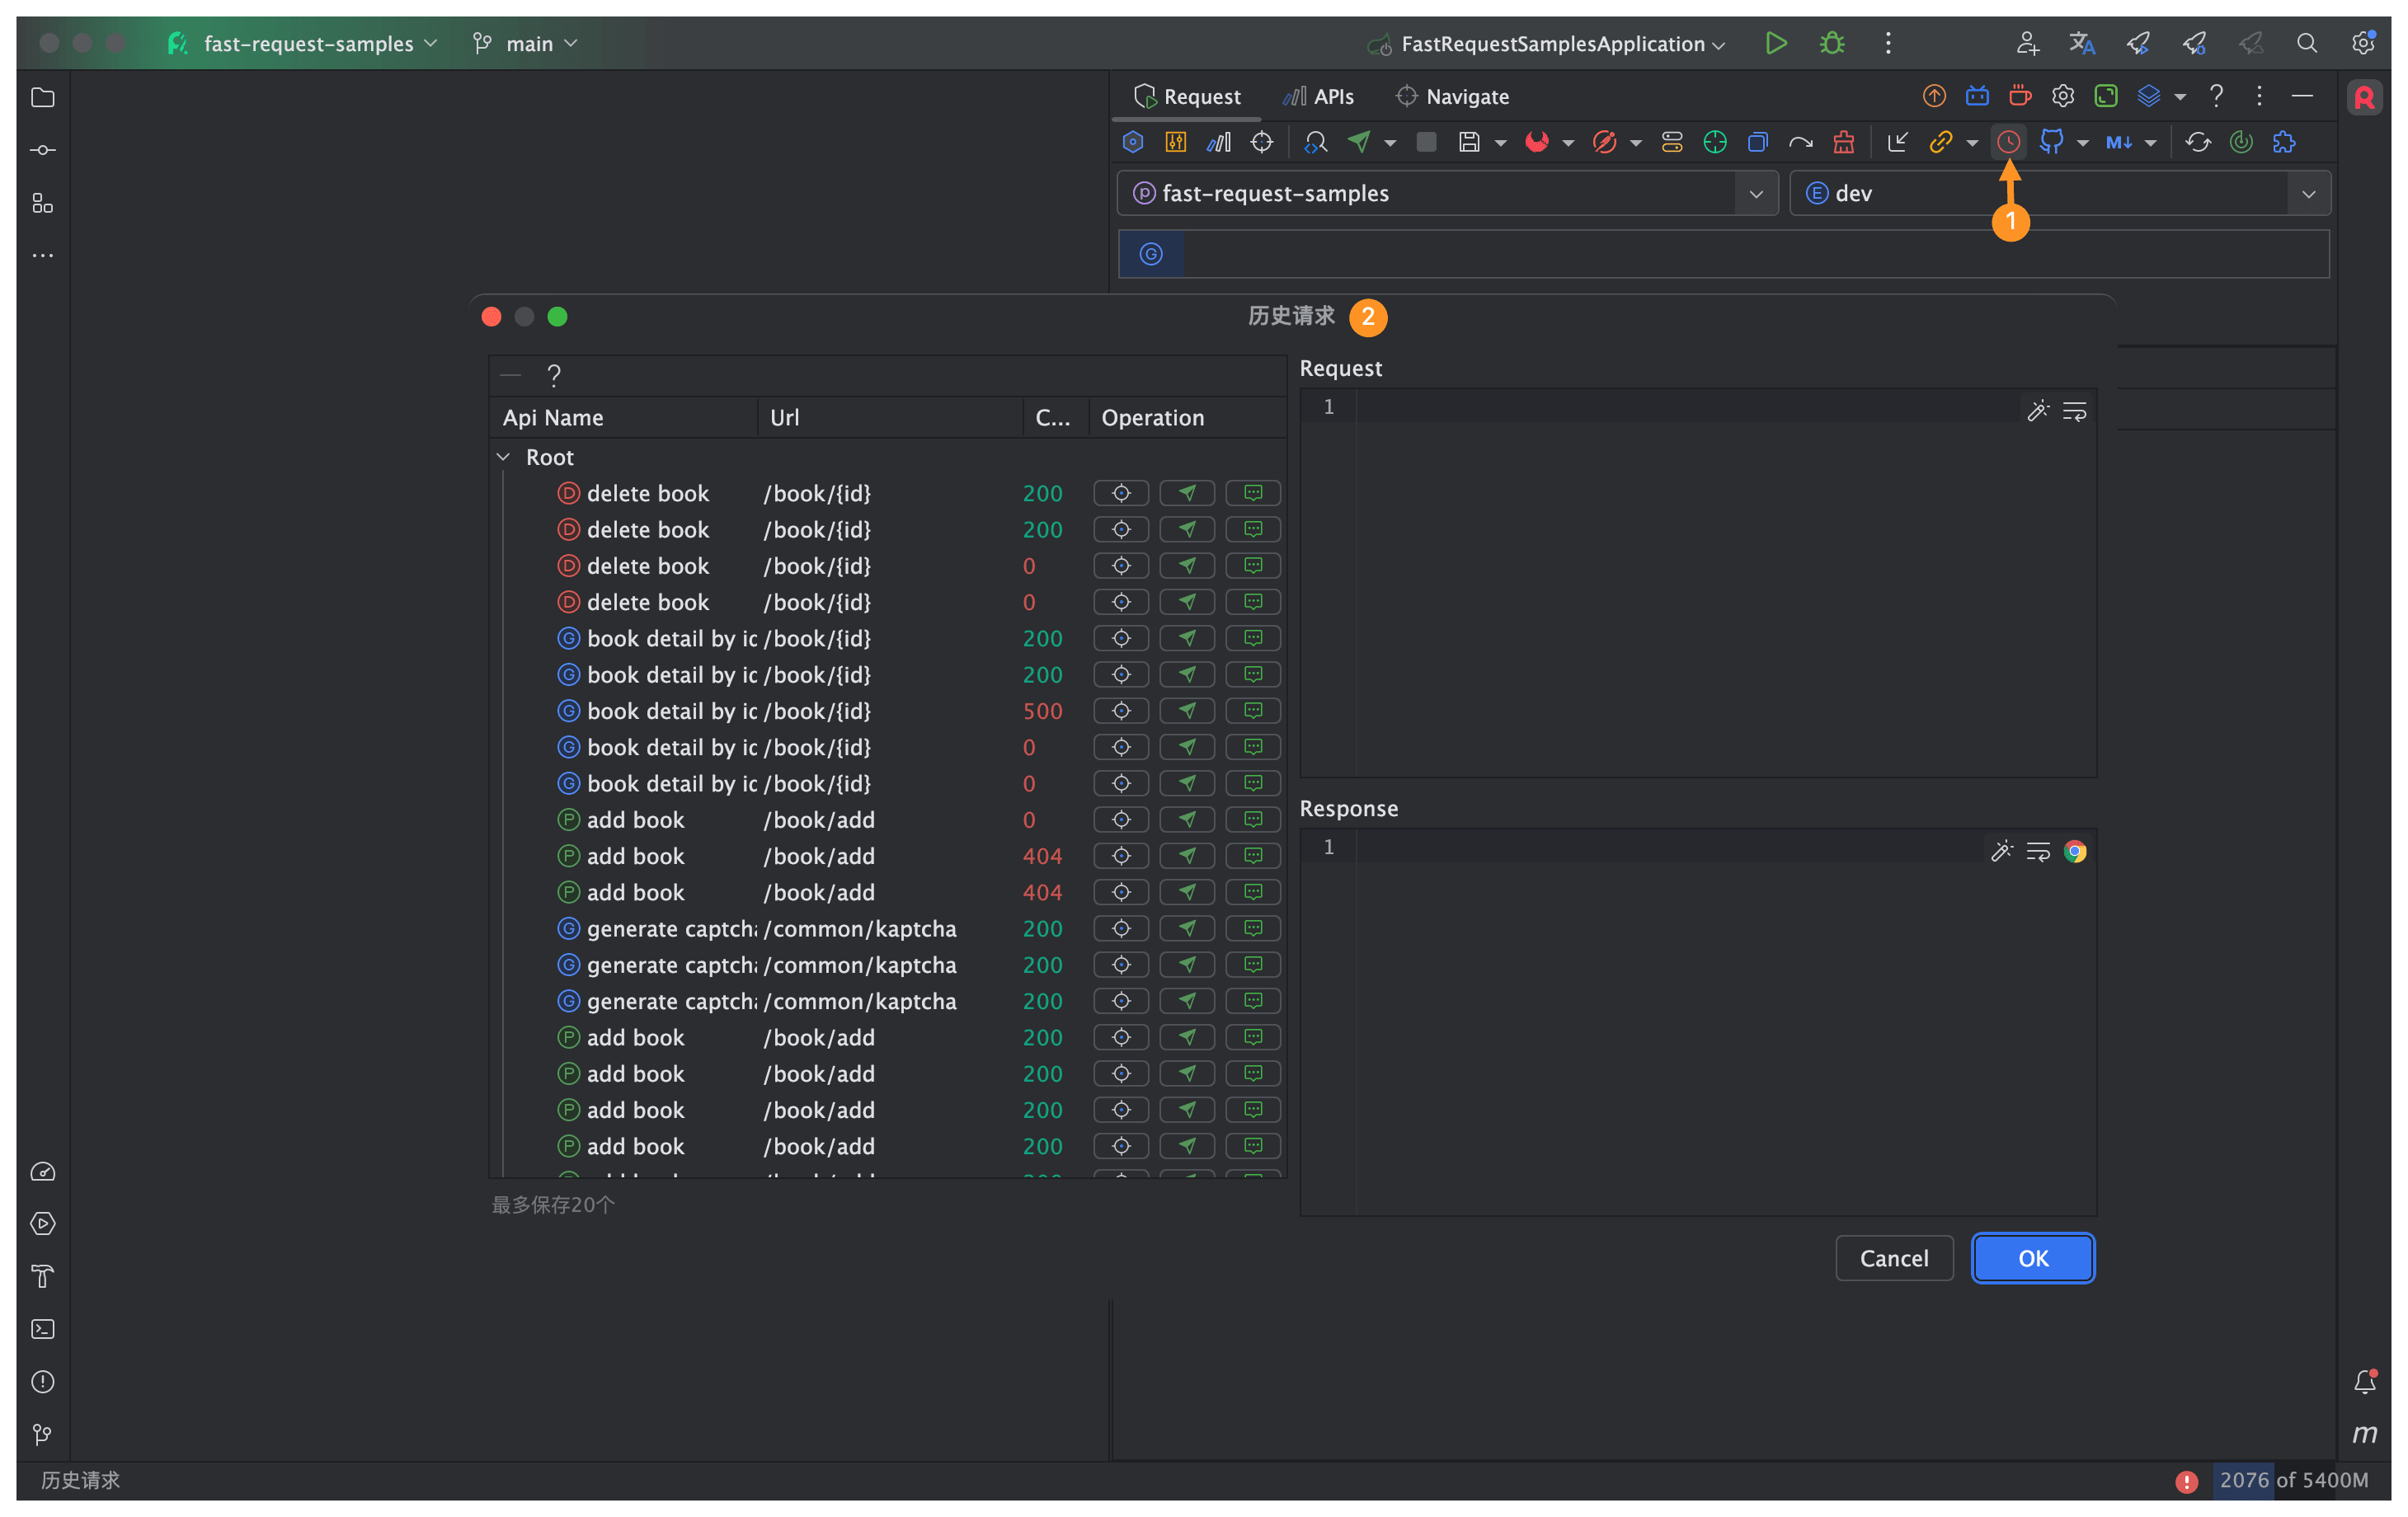 fast-request-samples main FastRequestSamplesApplication
Request APIs Navigate
M↓
P fast-request-samples E dev
1
G
历史请求 2
?
Request
Api Name Url C... Operation
1
Root
D delete book /book/{id} 200
D delete book /book/{id} 200
D delete book /book/{id} 0
D delete book /book/{id} 0
G book detail by ic /book/{id} 200
G book detail by ic /book/{id} 200
G book detail by ic /book/{id} 500
G book detail by ic /book/{id} 0
G book detail by ic /book/{id} 0
Response
P add book /book/add 0
1
P add book /book/add 404
P add book /book/add 404
G generate captch /common/kaptcha 200
G generate captch /common/kaptcha 200
G generate captch /common/kaptcha 200
P add book /book/add 200
P add book /book/add 200
P add book /book/add 200
P add book /book/add 200
最多保存20个
Cancel OK
m
历史请求 2076 of 5400M